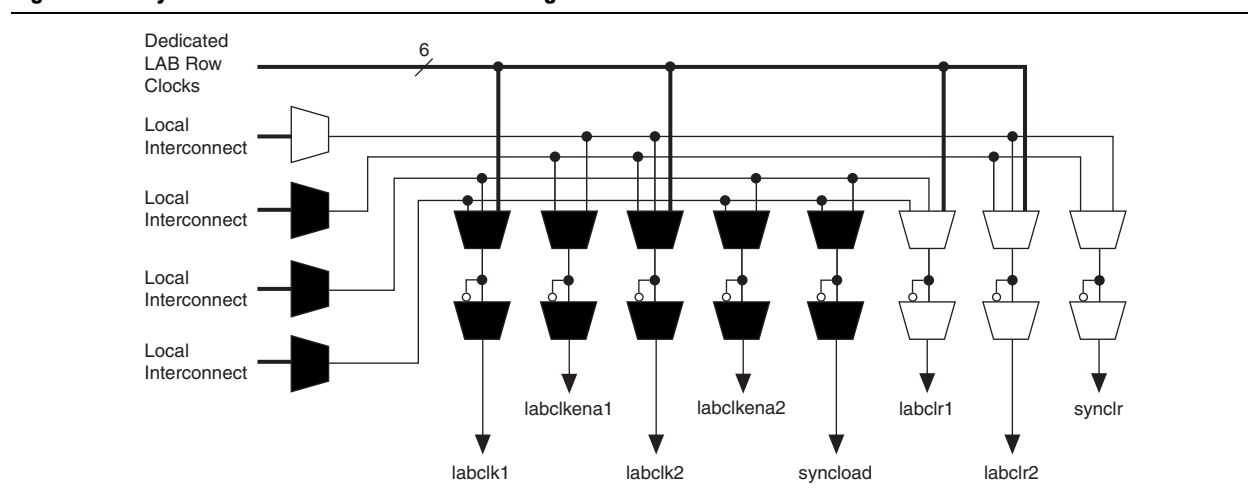 Dedicated
LAB Row
Clocks
6
Local
Interconnect
Local
Interconnect
Local
Interconnect
Local
Interconnect
labclkena1
labclkena2
labclr1
synclr
labclk1
labclk2
syncload
labclr2